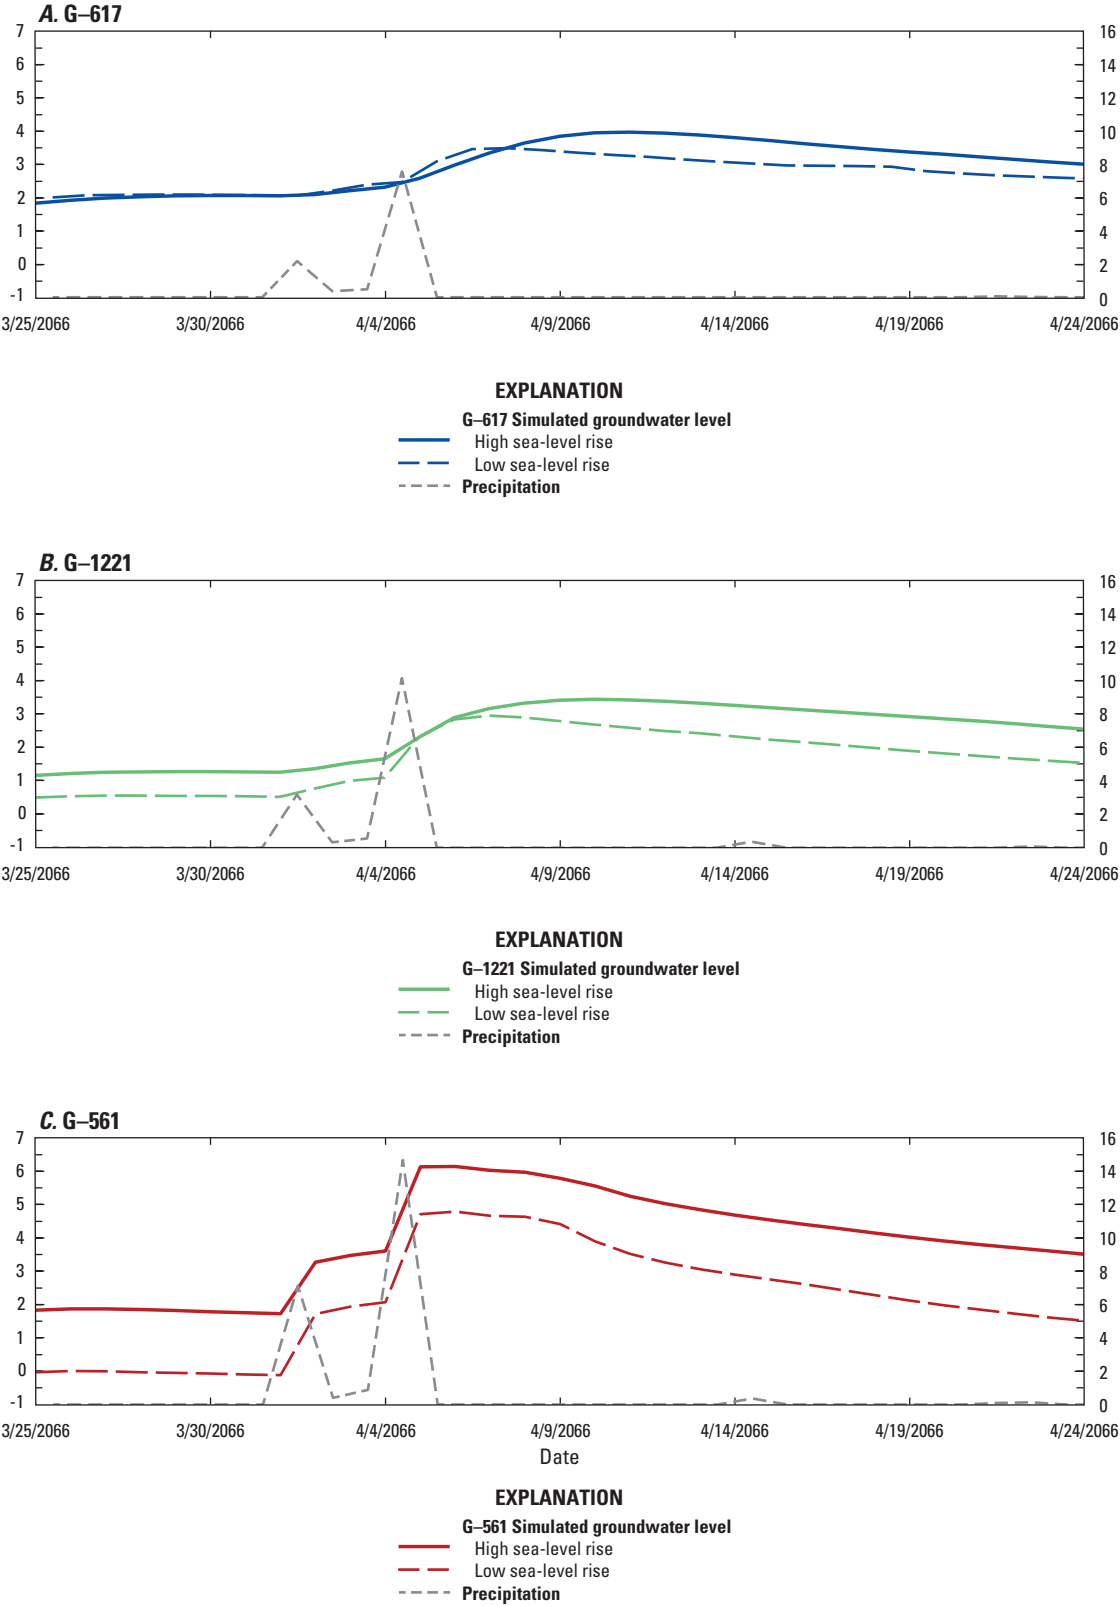 A. G–617
7
6
5
4
3
2
1
0
-1
16
14
12
10
8
6
4
2
0
3/25/2066 3/30/2066 4/4/2066 4/9/2066 4/14/2066 4/19/2066 4/24/2066
EXPLANATION
G–617 Simulated groundwater level
High sea-level rise
Low sea-level rise
Precipitation
B. G–1221
7
6
5
4
3
2
1
0
-1
16
14
12
10
8
6
4
2
0
3/25/2066 3/30/2066 4/4/2066 4/9/2066 4/14/2066 4/19/2066 4/24/2066
EXPLANATION
G–1221 Simulated groundwater level
High sea-level rise
Low sea-level rise
Precipitation
C. G–561
7
6
5
4
3
2
1
0
-1
16
14
12
10
8
6
4
2
0
3/25/2066 3/30/2066 4/4/2066 4/9/2066 4/14/2066 4/19/2066 4/24/2066
Date
EXPLANATION
G–561 Simulated groundwater level
High sea-level rise
Low sea-level rise
Precipitation